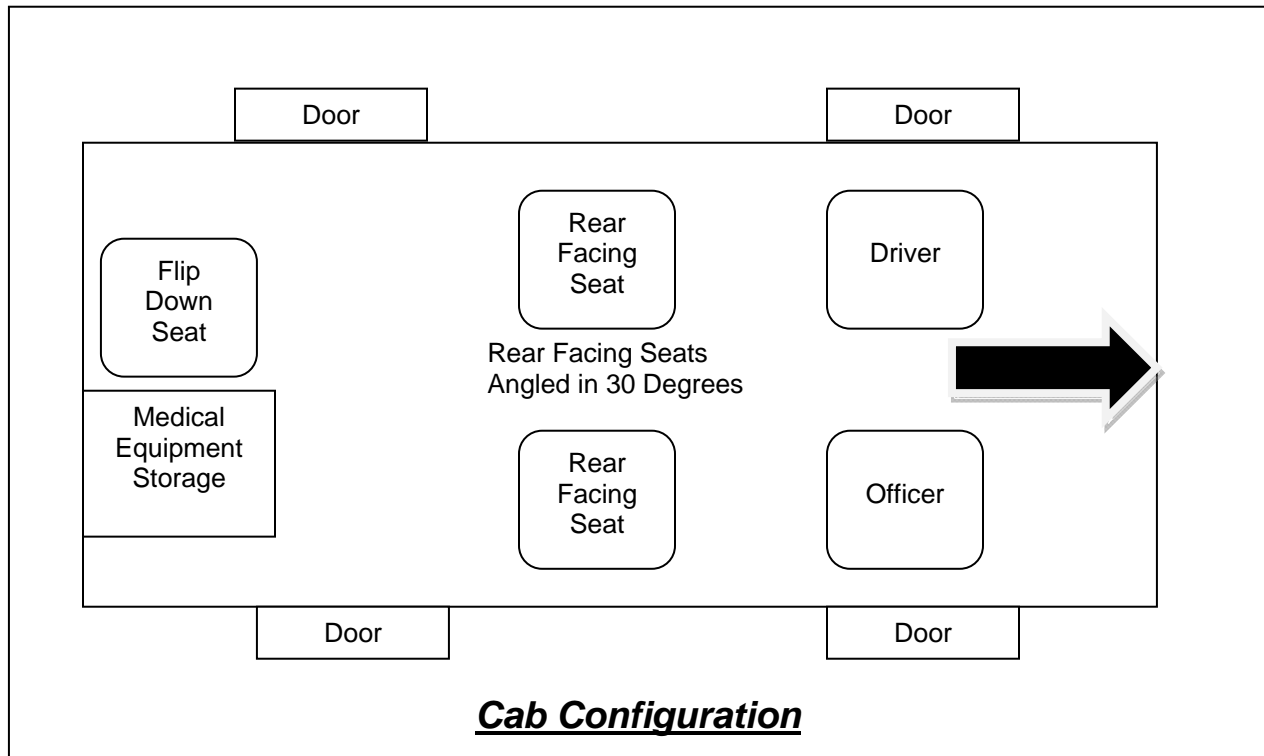 Door
Door
Rear
Facing
Seat
Driver
Flip
Down
Seat
Rear Facing Seats
Angled in 30 Degrees
Medical
Equipment
Storage
Rear
Facing
Seat
Officer
Door
Door
Cab Configuration